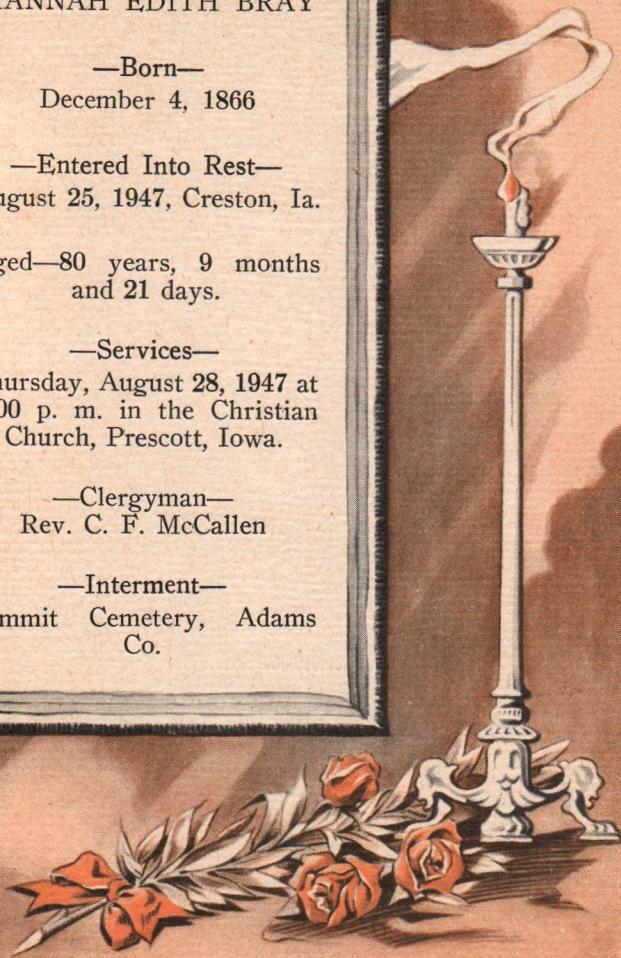 ANNAH EDITH BRAY
—Born—
December 4, 1866
—Entered Into Rest—
ugust 25, 1947, Creston, Ia.
ged—80 years, 9 months
and 21 days.
—Services—
hursday, August 28, 1947 at
00 p. m. in the Christian
Church, Prescott, Iowa.
—Clergyman—
Rev. C. F. McCallen
—Interment—
mmit Cemetery, Adams
Co.